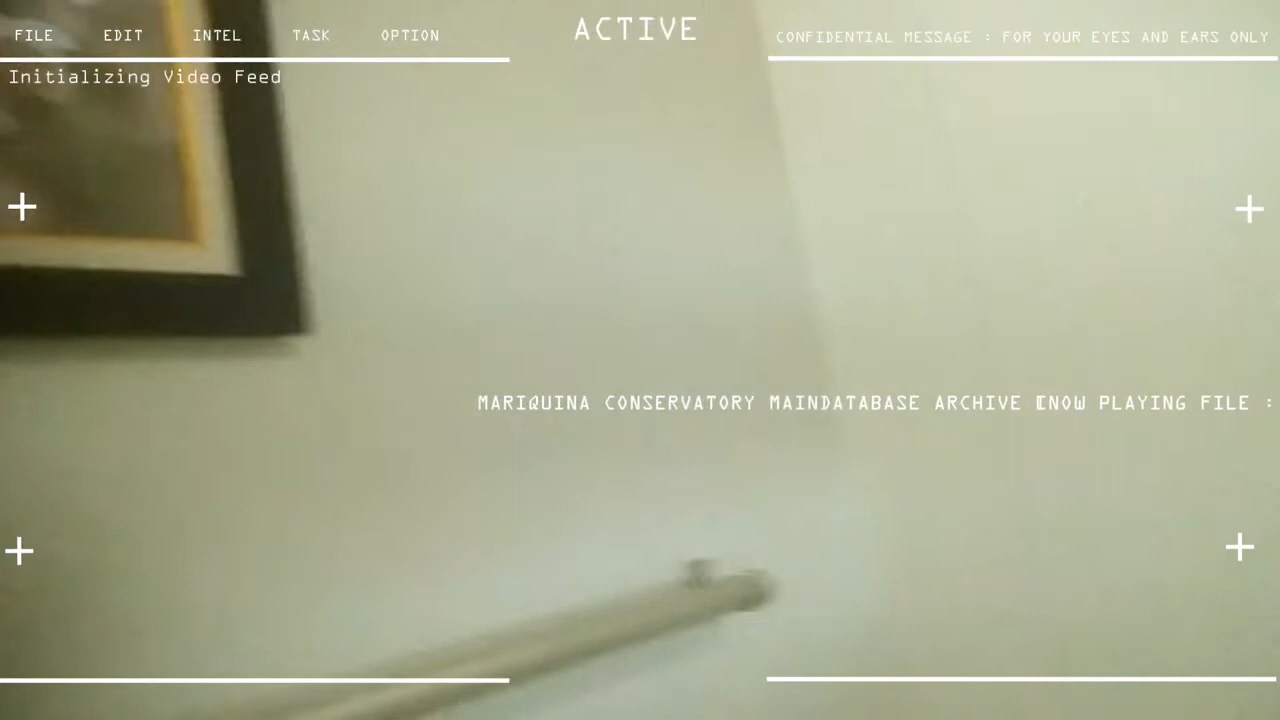 FILE EDIT INTEL TASK OPTION
ACTIVE
CONFIDENTIAL MESSAGE : FOR YOUR EYES AND EARS ONLY
Initializing Video Feed
MARIQUINA CONSERVATORY MAINDATABASE ARCHIVE [NOW PLAYING FILE :